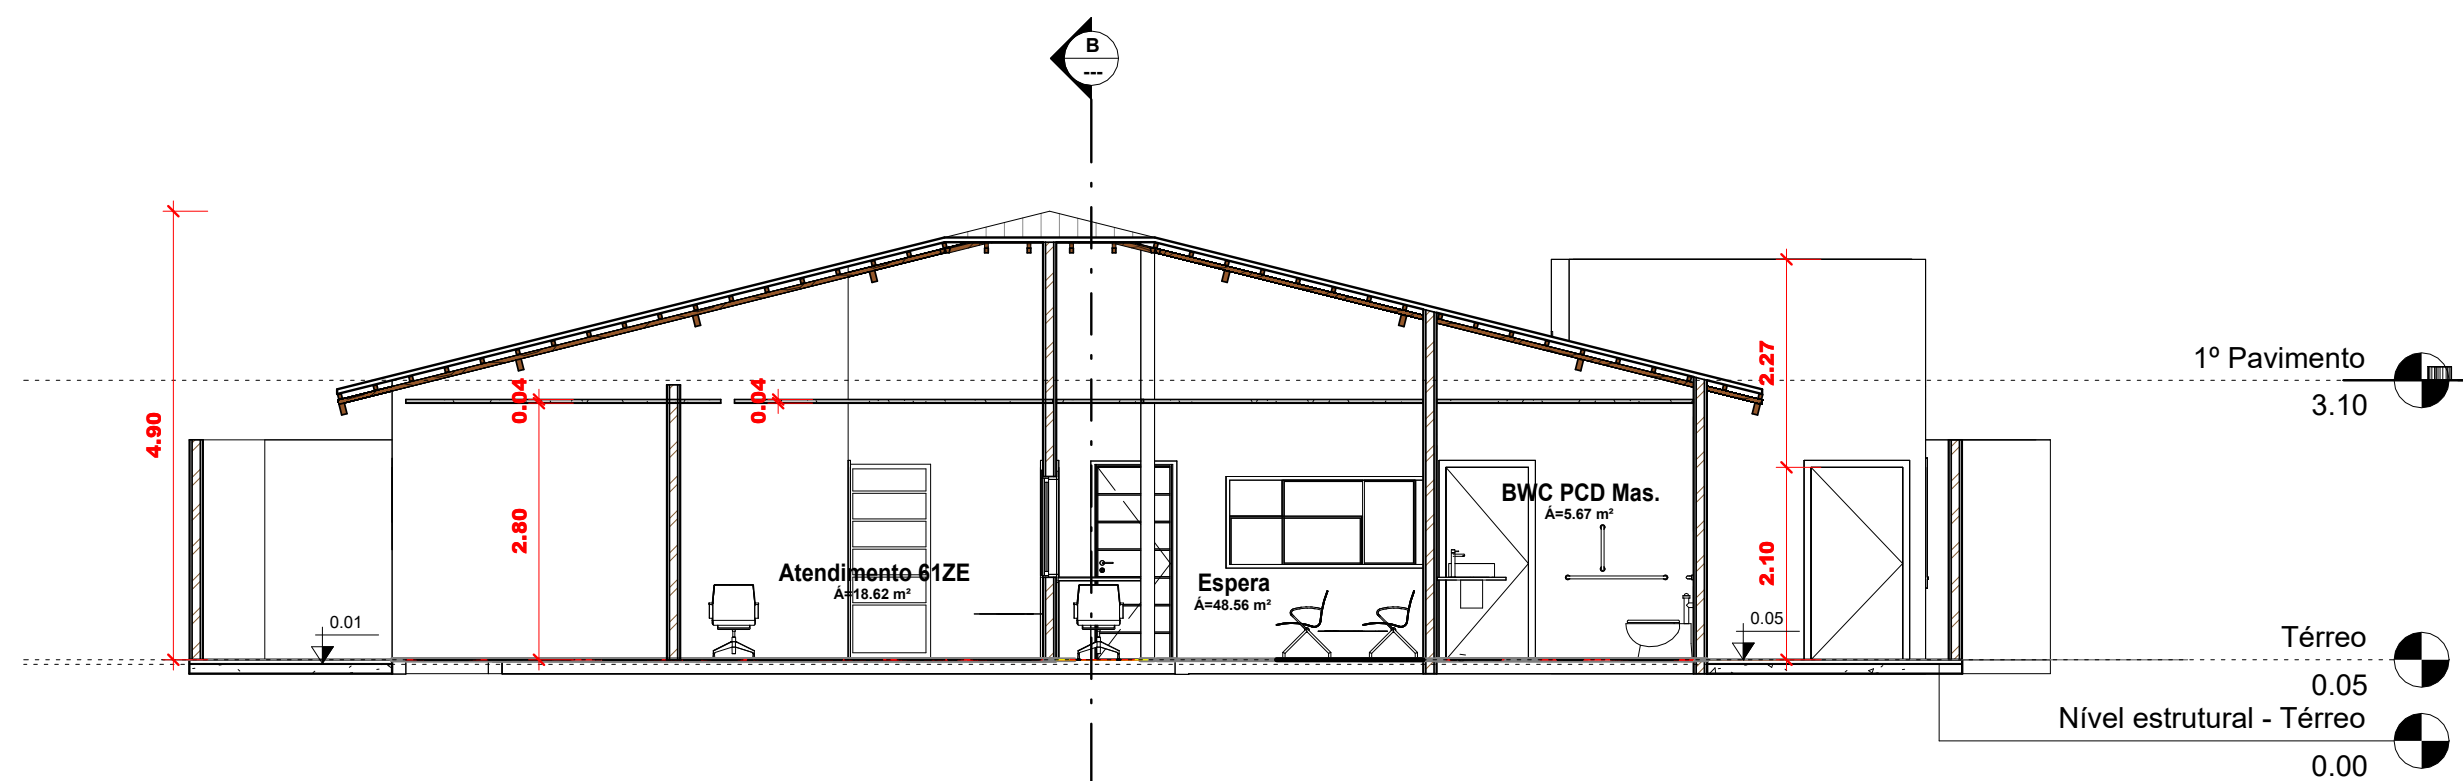 B
---
1º Pavimento
3.10
2.27
0.04
0.04
4.90
2.80
BWC PCD Mas.
Á=5.67 m²
2.10
Atendimento 61ZE
Á=18.62 m²
Espera
Á=48.56 m²
0.01
0.05
Térreo
0.05
Nível estrutural - Térreo
0.00